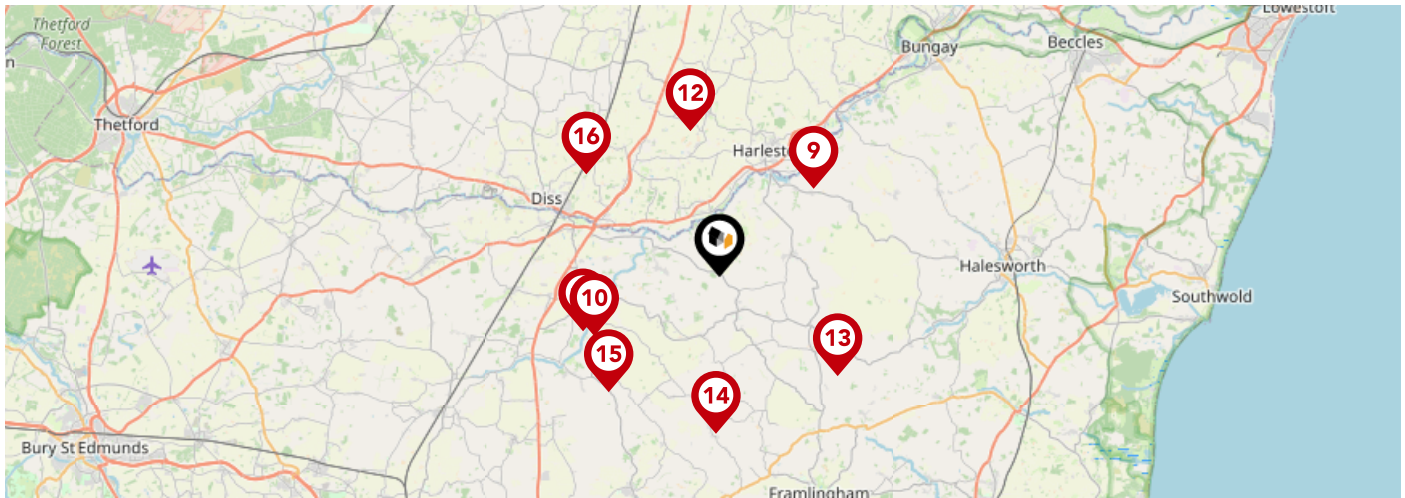 Lowestoft
Thetford
Forest
n
Bungay
Beccles
12
Thetford
16
Harlest
9
Diss
Halesworth
10
Southwold
15
13
14
Bury St Edmunds
Framlingham